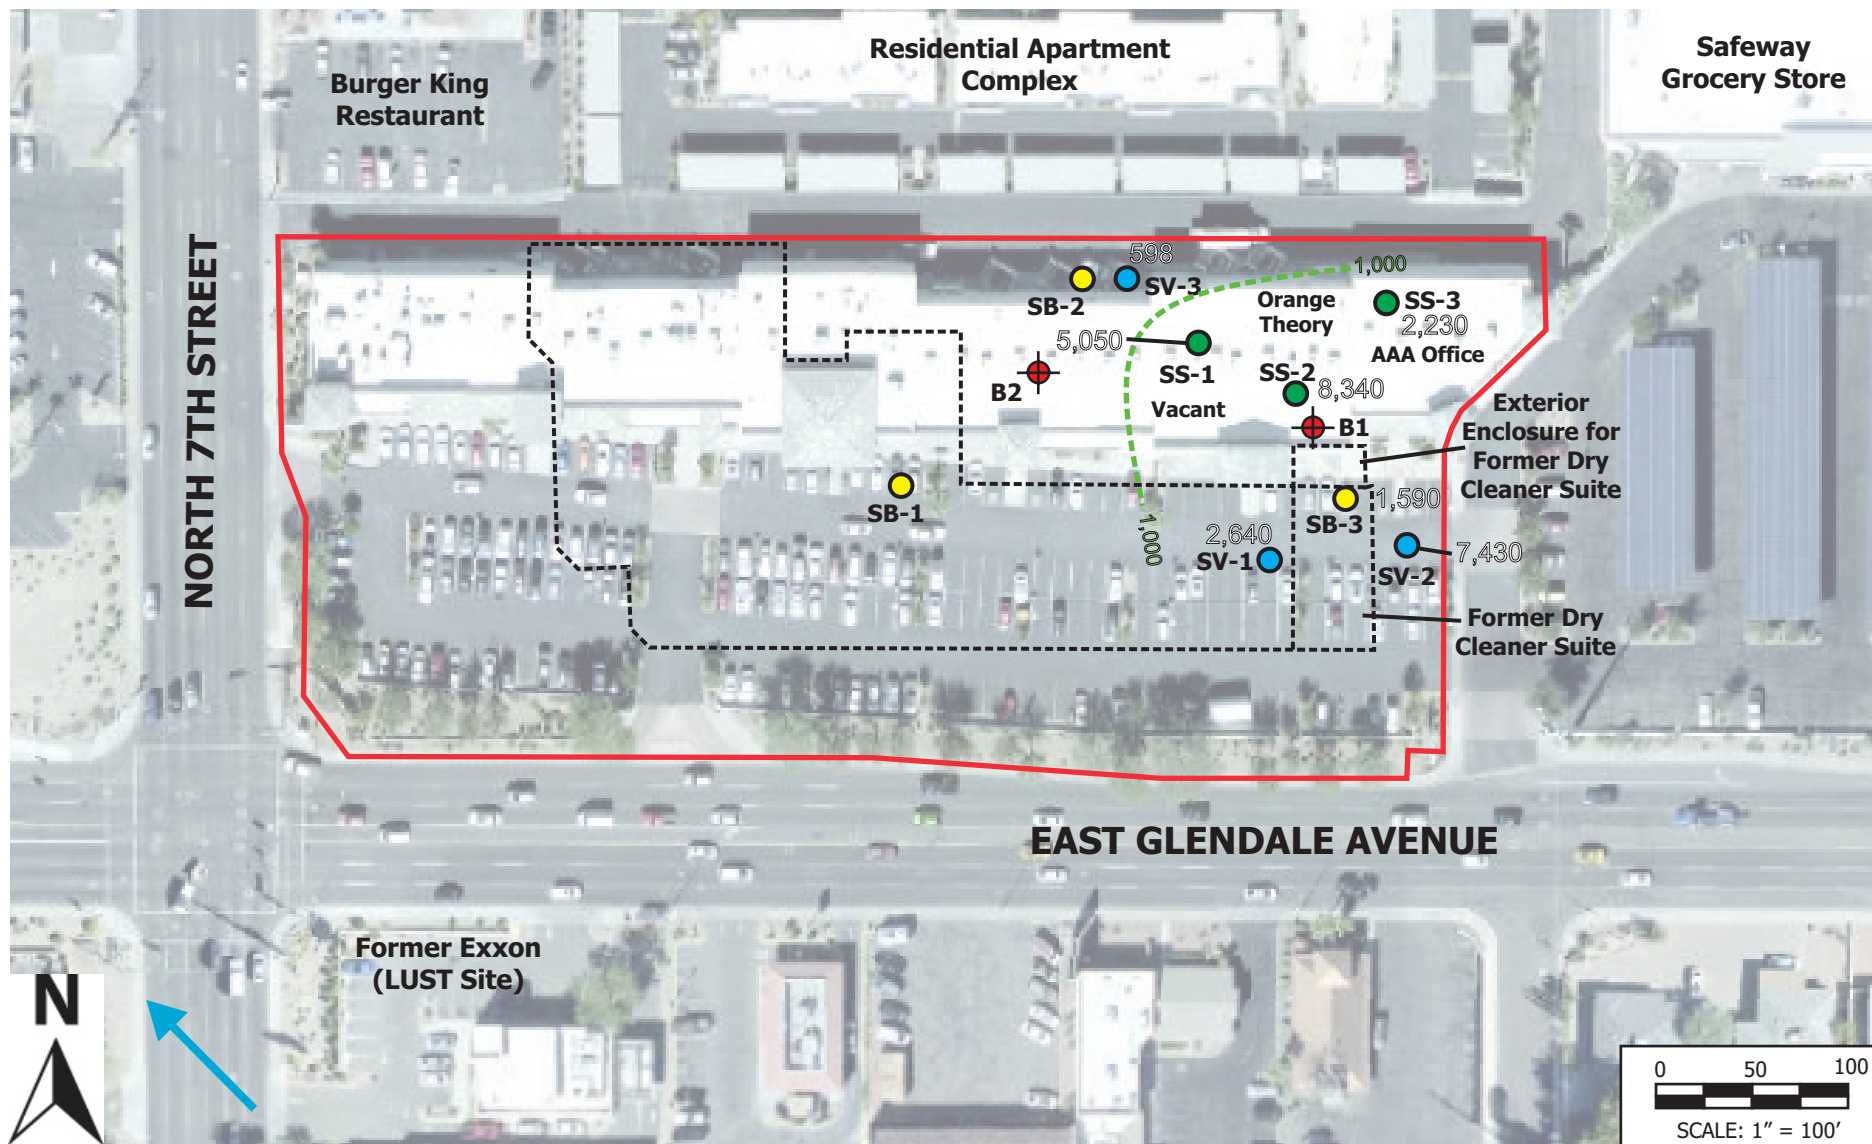 Burger King
Restaurant
Residential Apartment
Complex
Safeway
Grocery Store
NORTH 7TH STREET
598
SB-2
SV-3
1,000
Orange
Theory
SS-3
2,230
AAA Office
5,050
SS-1
B2
SS-2
8,340
Vacant
B1
Exterior
Enclosure for
Former Dry
Cleaner Suite
SB-1
1,590
SB-3
1,000
2,640
SV-1
7,430
SV-2
Former Dry
Cleaner Suite
EAST GLENDALE AVENUE
Former Exxon
(LUST Site)
N
0 50 100
SCALE: 1" = 100'